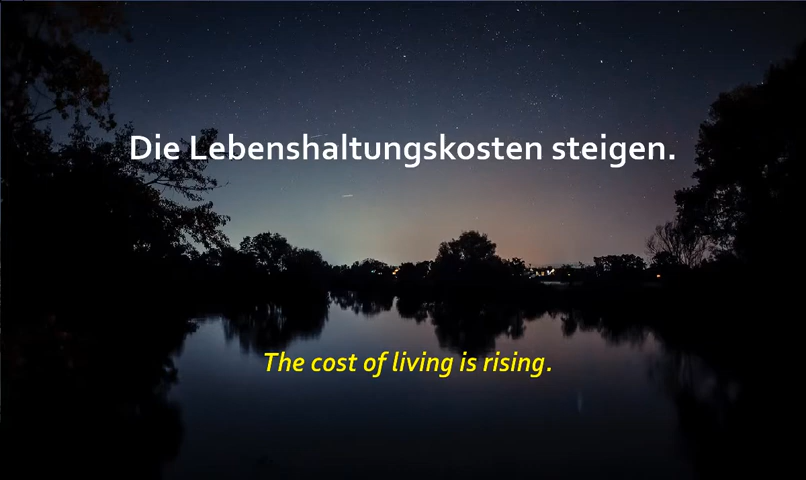 Die Lebenshaltungskosten steigen.
The cost of living is rising.